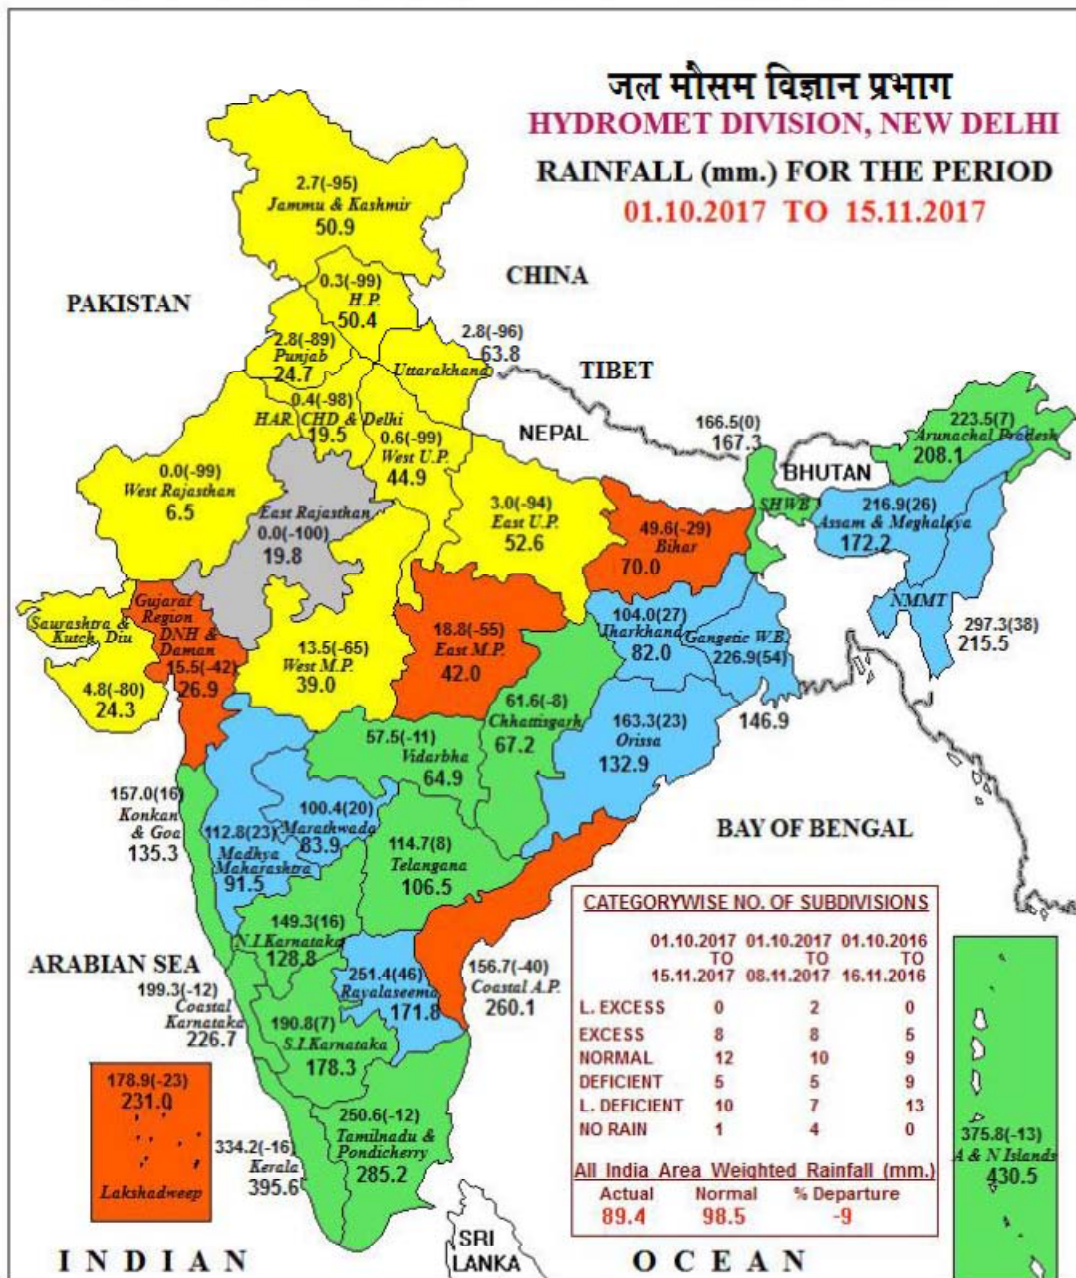 जल मौसम विज्ञान प्रभाग
HYDROMET DIVISION, NEW DELHI
RAINFALL (mm.) FOR THE PERIOD
01.10.2017 TO 15.11.2017
2.7(-95)
Jammu & Kashmir
50.9
CHINA
0.3(-99)
H.P.
50.4
PAKISTAN
2.8(-89)
Punjab
24.7
2.8(-96)
63.8
Uttarakhand
TIBET
0.4(-98)
HAR. CHD & Delhi
19.5
NEPAL
166.5(0)
167.3
223.5(7)
Arunachal Pradesh
208.1
0.6(-99)
West U.P.
44.9
BHUTAN
0.0(-99)
West Rajasthan
6.5
East Rajasthan
0.0(-100)
19.8
3.0(-94)
East U.P.
52.6
49.6(-29)
Bihar
70.0
SHWB
216.9(26)
Assam & Meghalaya
172.2
NMMT
297.3(38)
215.5
Gujarat
Region
DNH &
Daman
15.5(-42)
26.9
Saurashtra &
Kutch, Diu
4.8(-80)
24.3
13.5(-65)
West M.P.
39.0
18.8(-55)
East M.P.
42.0
104.0(27)
Jharkhand
82.0
Gangetic W.B.
226.9(54)
146.9
61.6(-8)
Chhattisgarh
67.2
163.3(23)
Orissa
132.9
57.5(-11)
Vidarbha
64.9
157.0(16)
Konkan
& Goa
135.3
100.4(20)
Marathwada
83.9
112.8(23)
Madhya
Maharashtra
91.5
114.7(8)
Telangana
106.5
BAY OF BENGAL
149.3(16)
N.I.Karnataka
128.8
ARABIAN SEA
199.3(-12)
Coastal
Karnataka
226.7
251.4(46)
Rayalaseema
171.8
156.7(-40)
Coastal A.P.
260.1
190.8(7)
S.I.Karnataka
178.3
178.9(-23)
231.0
Lakshadweep
250.6(-12)
Tamilnadu &
Pondicherry
285.2
334.2(-16)
Kerala
395.6
CATEGORYWISE NO. OF SUBDIVISIONS
01.10.2017 01.10.2017 01.10.2016
TO TO TO
15.11.2017 08.11.2017 16.11.2016
L. EXCESS 0 2 0
EXCESS 8 8 5
NORMAL 12 10 9
DEFICIENT 5 5 9
L. DEFICIENT 10 7 13
NO RAIN 1 4 0
All India Area Weighted Rainfall (mm.)
Actual Normal % Departure
89.4 98.5 -9
375.8(-13)
A & N Islands
430.5
SRI
LANKA
INDIAN OCEAN